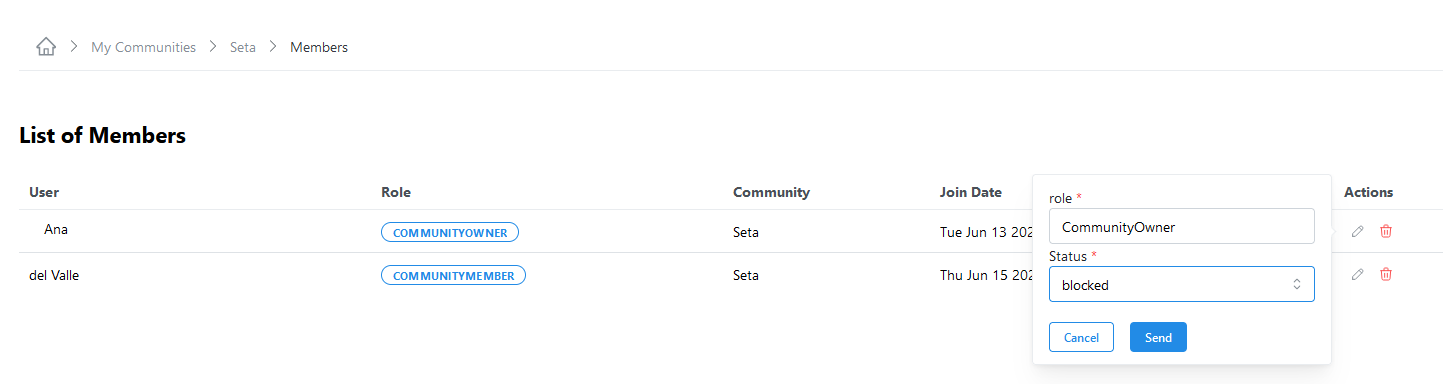 My Communities Seta Members
List of Members
User Role Community Join Date Actions
Ana COMMUNITYOWNER Seta Tue Jun 13 202
del Valle COMMUNITYMEMBER Seta Thu Jun 15 202
role *
CommunityOwner
Status *
blocked
Cancel Send